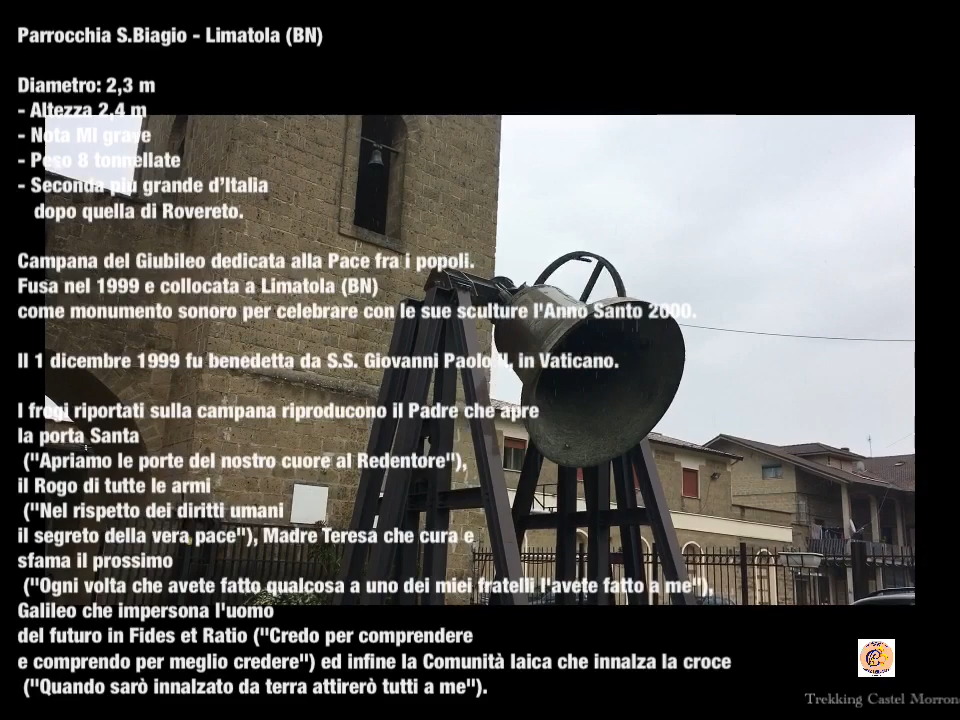 Parrocchia S.Biagio - Limatola (BN)
Diametro: 2,3 m
- Altezza 2,4 m
- Nota MI grave
- Peso 8 tonnellate
- Seconda più grande d'Italia
dopo quella di Rovereto.
Campana del Giubileo dedicata alla Pace fra i popoli.
Fusa nel 1999 e collocata a Limatola (BN)
come monumento sonoro per celebrare con le sue sculture l'Anno Santo 2000.
Il 1 dicembre 1999 fu benedetta da S.S. Giovanni Paolo II, in Vaticano.
I fregi riportati sulla campana riproducono il Padre che apre
la porta Santa
("Apriamo le porte del nostro cuore al Redentore"),
il Rogo di tutte le armi
("Nel rispetto dei diritti umani
il segreto della vera pace"), Madre Teresa che cura e
sfama il prossimo
("Ogni volta che avete fatto qualcosa a uno dei miei fratelli l'avete fatto a me"),
Galileo che impersona l'uomo
del futuro in Fides et Ratio ("Credo per comprendere
e comprendo per meglio credere") ed infine la Comunità laica che innalza la croce
("Quando sarò innalzato da terra attirerò tutti a me").
Trekking Castel Morron